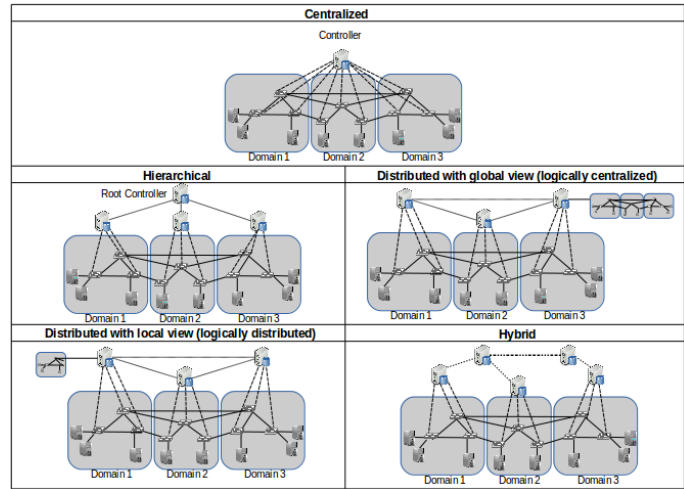 Centralized
Controller
Domain 1 Domain 2 Domain 3
Hierarchical
Root Controller
Domain 1 Domain 2 Domain 3
Distributed with global view (logically centralized)
Domain 1 Domain 2 Domain 3
Distributed with local view (logically distributed)
Domain 1 Domain 2 Domain 3
Hybrid
Domain 1 Domain 2 Domain 3